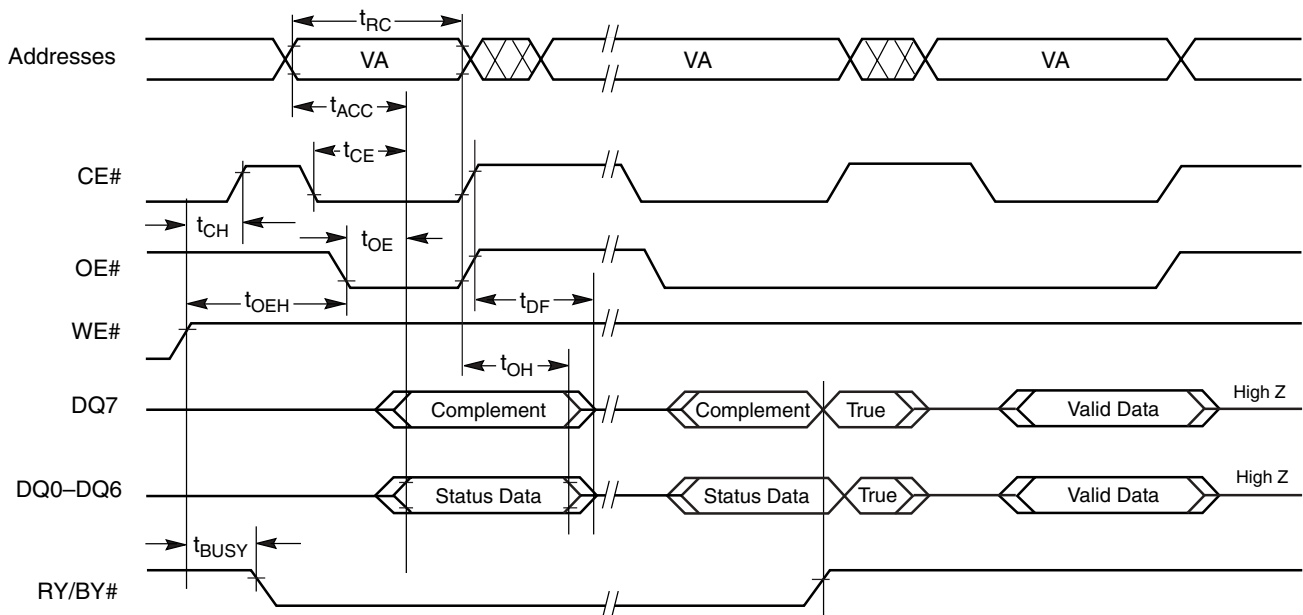 tRC
Addresses VA VA VA
tACC
tCE
CE#
tCH
tOE
OE#
tOEH tDF
WE#
tOH
DQ7 Complement Complement True Valid Data High Z
DQ0–DQ6 Status Data Status Data True Valid Data High Z
tBUSY
RY/BY#